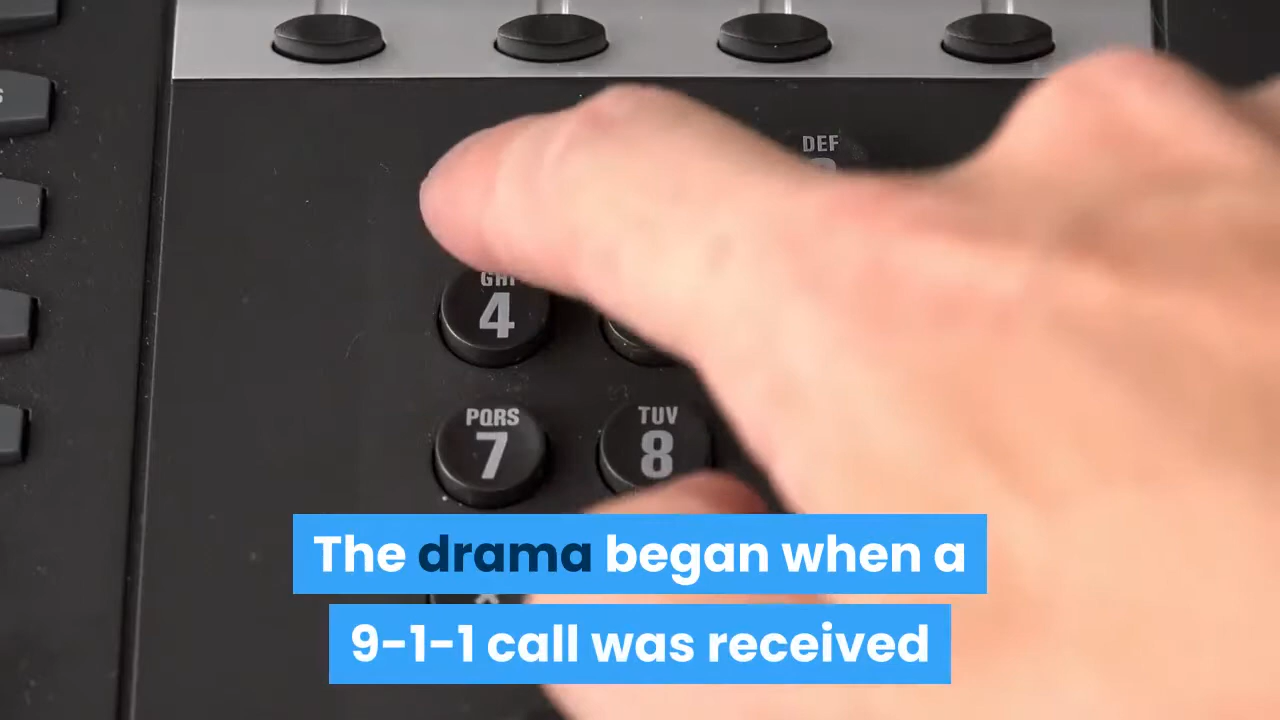 DEF
GHI
4
PQRS TUV
7 8
The drama began when a
9-1-1 call was received